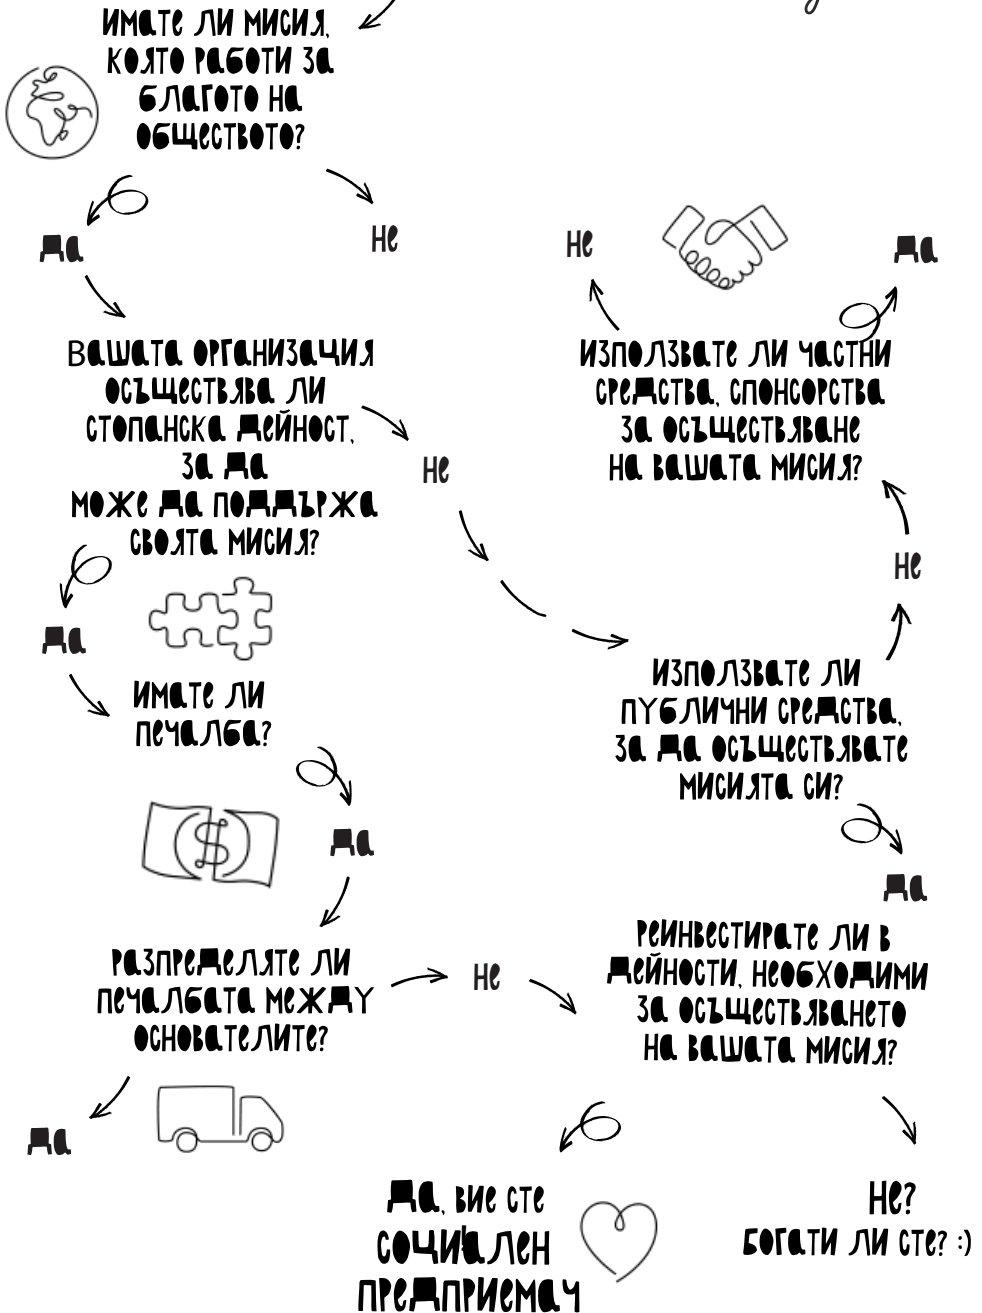 Имате ли мисия,
която работи за
благото на
обществото?
Да
Не
Вашата организация
осъществява ли
стопанска дейност,
за да
може да поддържа
своята мисия?
Не
Да
Имате ли
печалба?
Да
Разпределяте ли
печалбата между
основателите?
Да
Не
Не
Да
Използвате ли частни
средства, спонсорства
за осъществяване
на вашата мисия?
Не
Използвате ли
публични средства,
за да осъществявате
мисията си?
Да
Реинвестирате ли в
дейности, необходими
за осъществяването
на вашата мисия?
Да, вие сте
социален
предприемач
Не?
Богати ли сте? :)